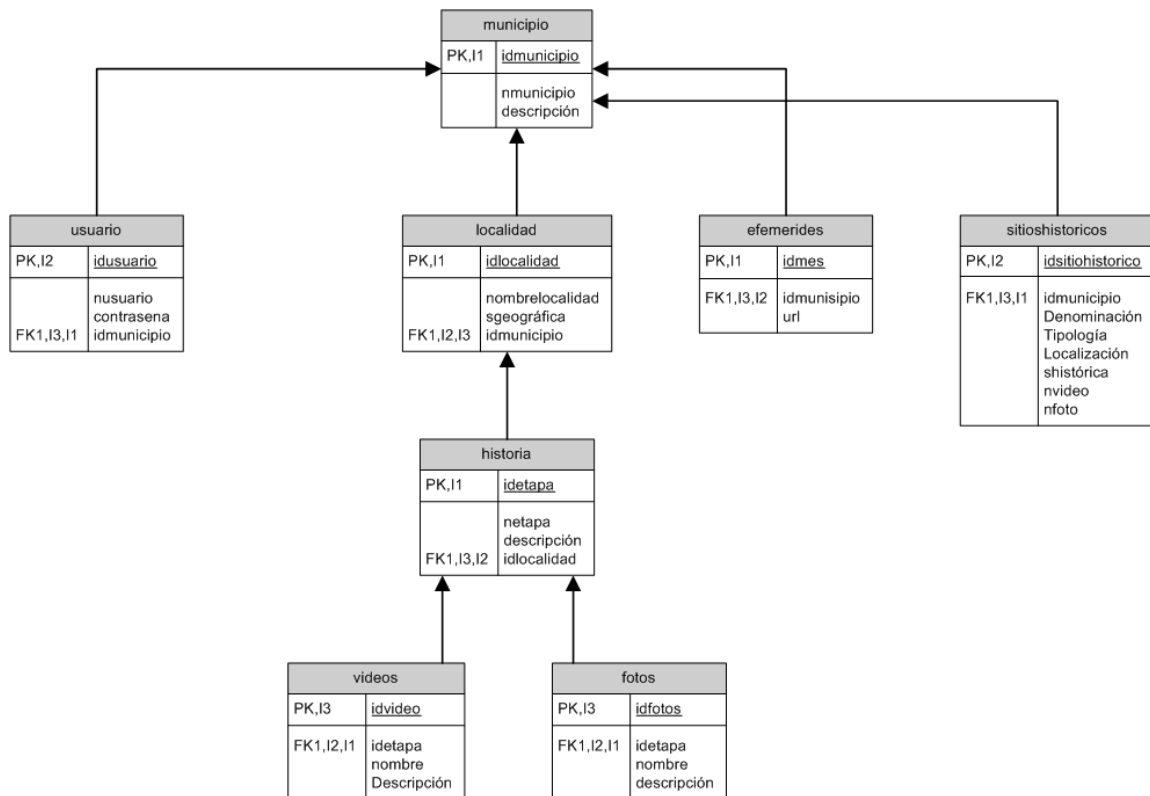 municipio
PK,I1 idmunicipio
nmunicipio
descripción
usuario
PK,I2 idusuario
nusuario
contrasena
FK1,I3,I1 idmunicipio
localidad
PK,I1 idlocalidad
nombrelocalidad
sgeográfica
FK1,I2,I3 idmunicipio
efemerides
PK,I1 idmes
FK1,I3,I2 idmunisipio
url
sitioshistoricos
PK,I2 idsitiohistorico
FK1,I3,I1 idmunicipio
Denominación
Tipología
Localización
shistórica
nvideo
nfoto
historia
PK,I1 idetapa
netapa
descripción
FK1,I3,I2 idlocalidad
videos
PK,I3 idvideo
FK1,I2,I1 idetapa
nombre
Descripción
fotos
PK,I3 idfotos
FK1,I2,I1 idetapa
nombre
descripción